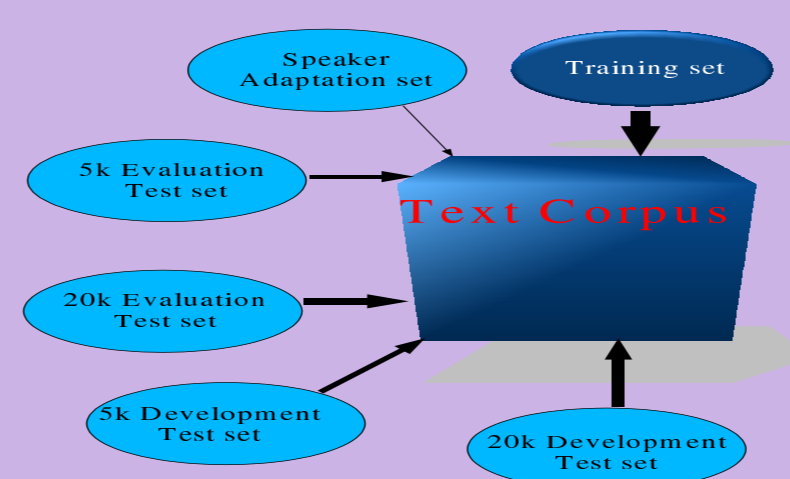 Speaker
Adaptation set
Training set
5k Evaluation
Test set
Text Corpus
20k Evaluation
Test set
5k Development
Test set
20k Development
Test set